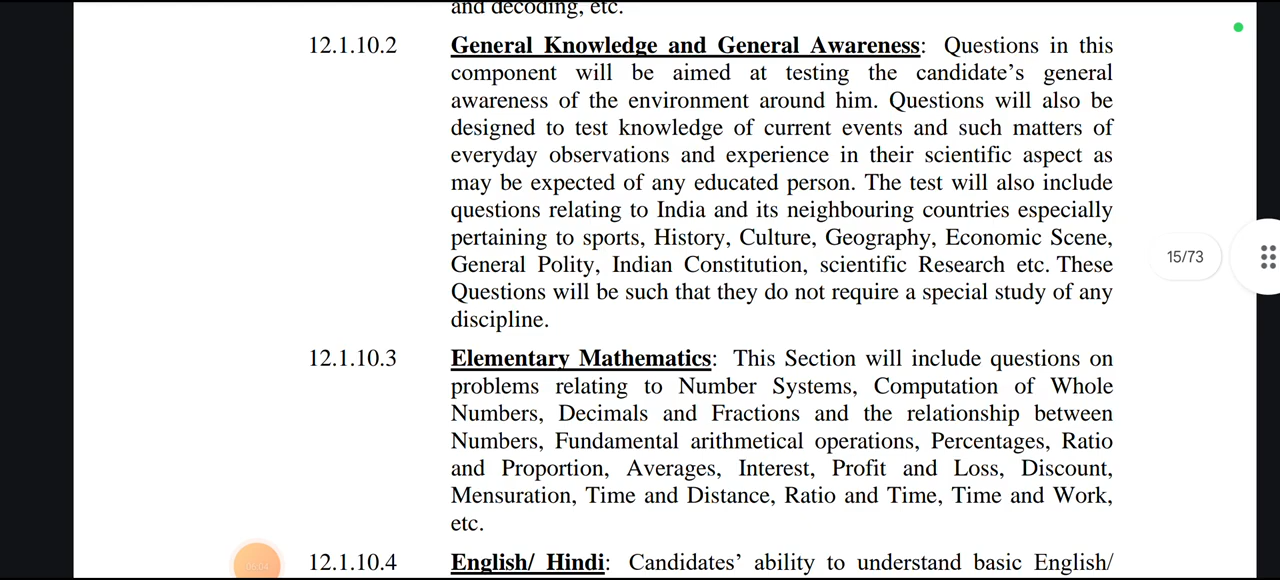 and decoding, etc.
12.1.10.2 General Knowledge and General Awareness: Questions in this
component will be aimed at testing the candidate's general
awareness of the environment around him. Questions will also be
designed to test knowledge of current events and such matters of
everyday observations and experience in their scientific aspect as
may be expected of any educated person. The test will also include
questions relating to India and its neighbouring countries especially
pertaining to sports, History, Culture, Geography, Economic Scene,
General Polity, Indian Constitution, scientific Research etc. These
Questions will be such that they do not require a special study of any
discipline.
15/73
12.1.10.3 Elementary Mathematics: This Section will include questions on
problems relating to Number Systems, Computation of Whole
Numbers, Decimals and Fractions and the relationship between
Numbers, Fundamental arithmetical operations, Percentages, Ratio
and Proportion, Averages, Interest, Profit and Loss, Discount,
Mensuration, Time and Distance, Ratio and Time, Time and Work,
etc.
12.1.10.4 English/ Hindi: Candidates' ability to understand basic English/